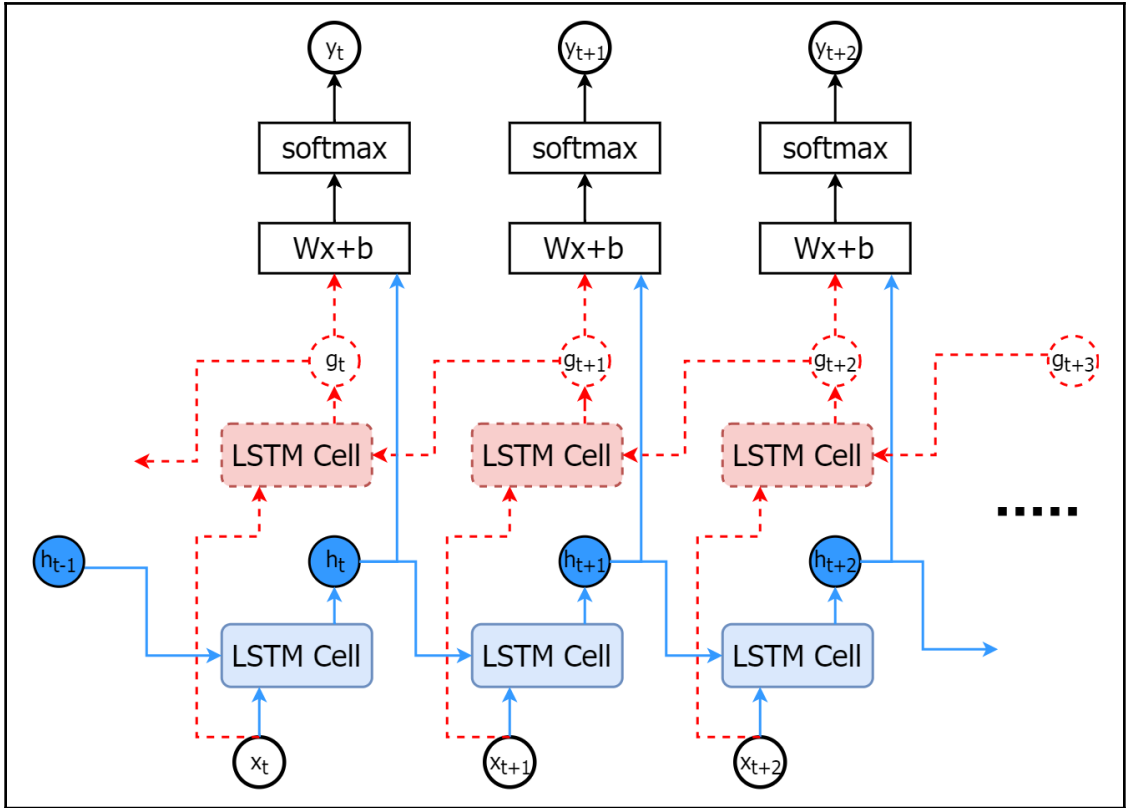 yt yt+1 yt+2
softmax softmax softmax
Wx+b Wx+b Wx+b
gt gt+1 gt+2 gt+3
LSTM Cell LSTM Cell LSTM Cell
ht-1 ht ht+1 ht+2
LSTM Cell LSTM Cell LSTM Cell
xt xt+1 xt+2